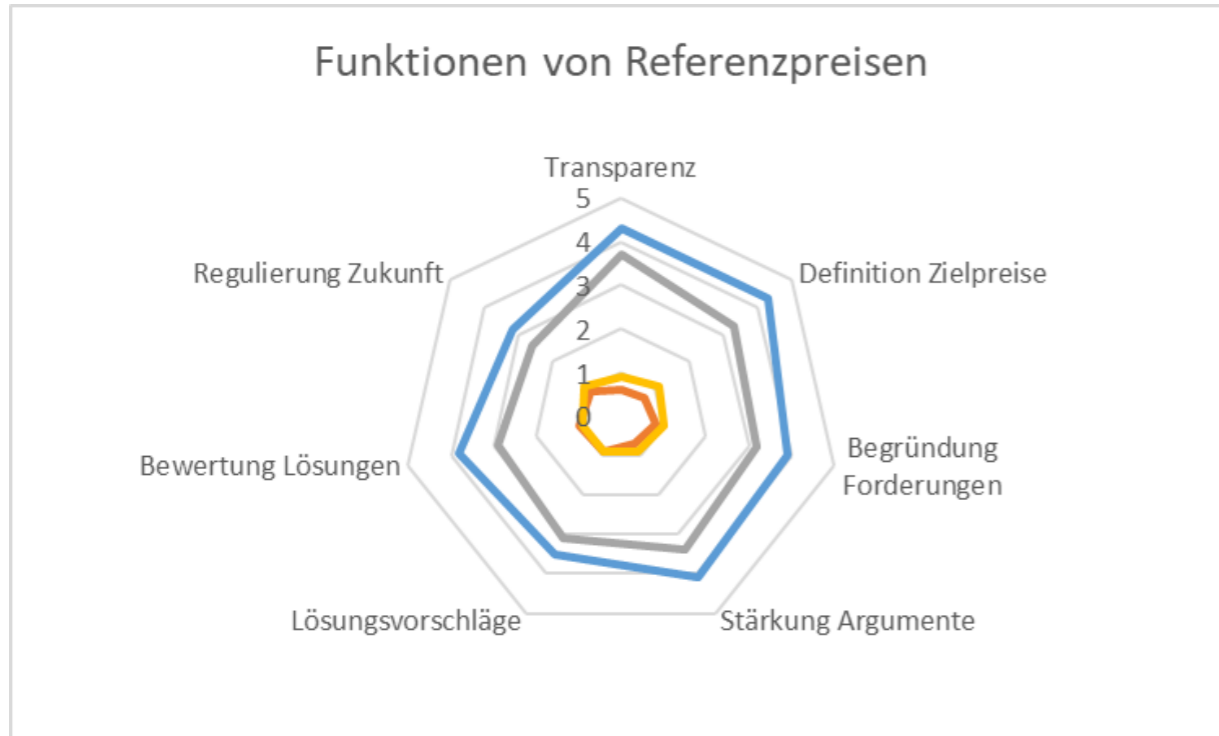 Funktionen von Referenzpreisen
Transparenz
5
4
3
2
1
0
Definition Zielpreise
Begründung
Forderungen
Stärkung Argumente
Lösungsvorschläge
Bewertung Lösungen
Regulierung Zukunft